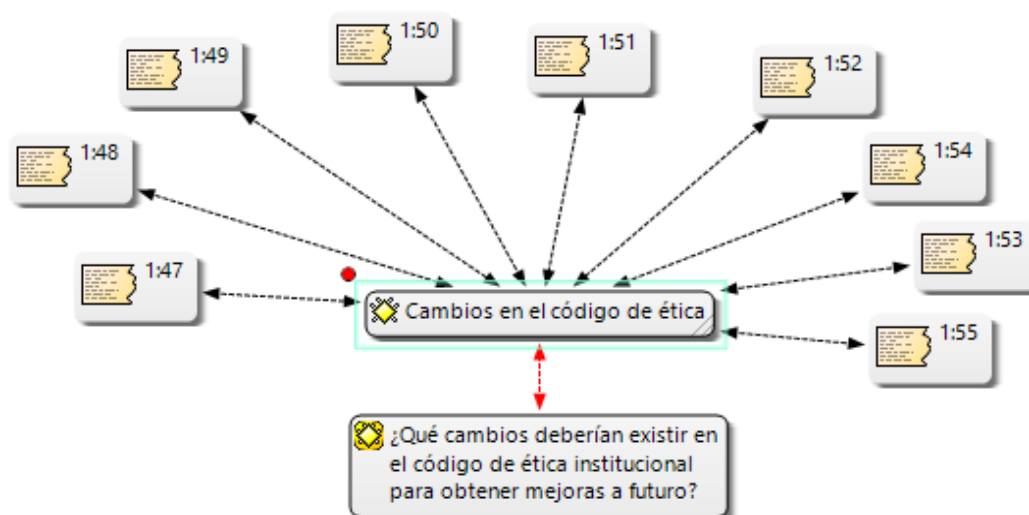 1:50
1:51
1:49
1:52
1:48
1:54
1:53
1:47
Cambios en el código de ética
1:55
¿Qué cambios deberían existir en
el código de ética institucional
para obtener mejoras a futuro?